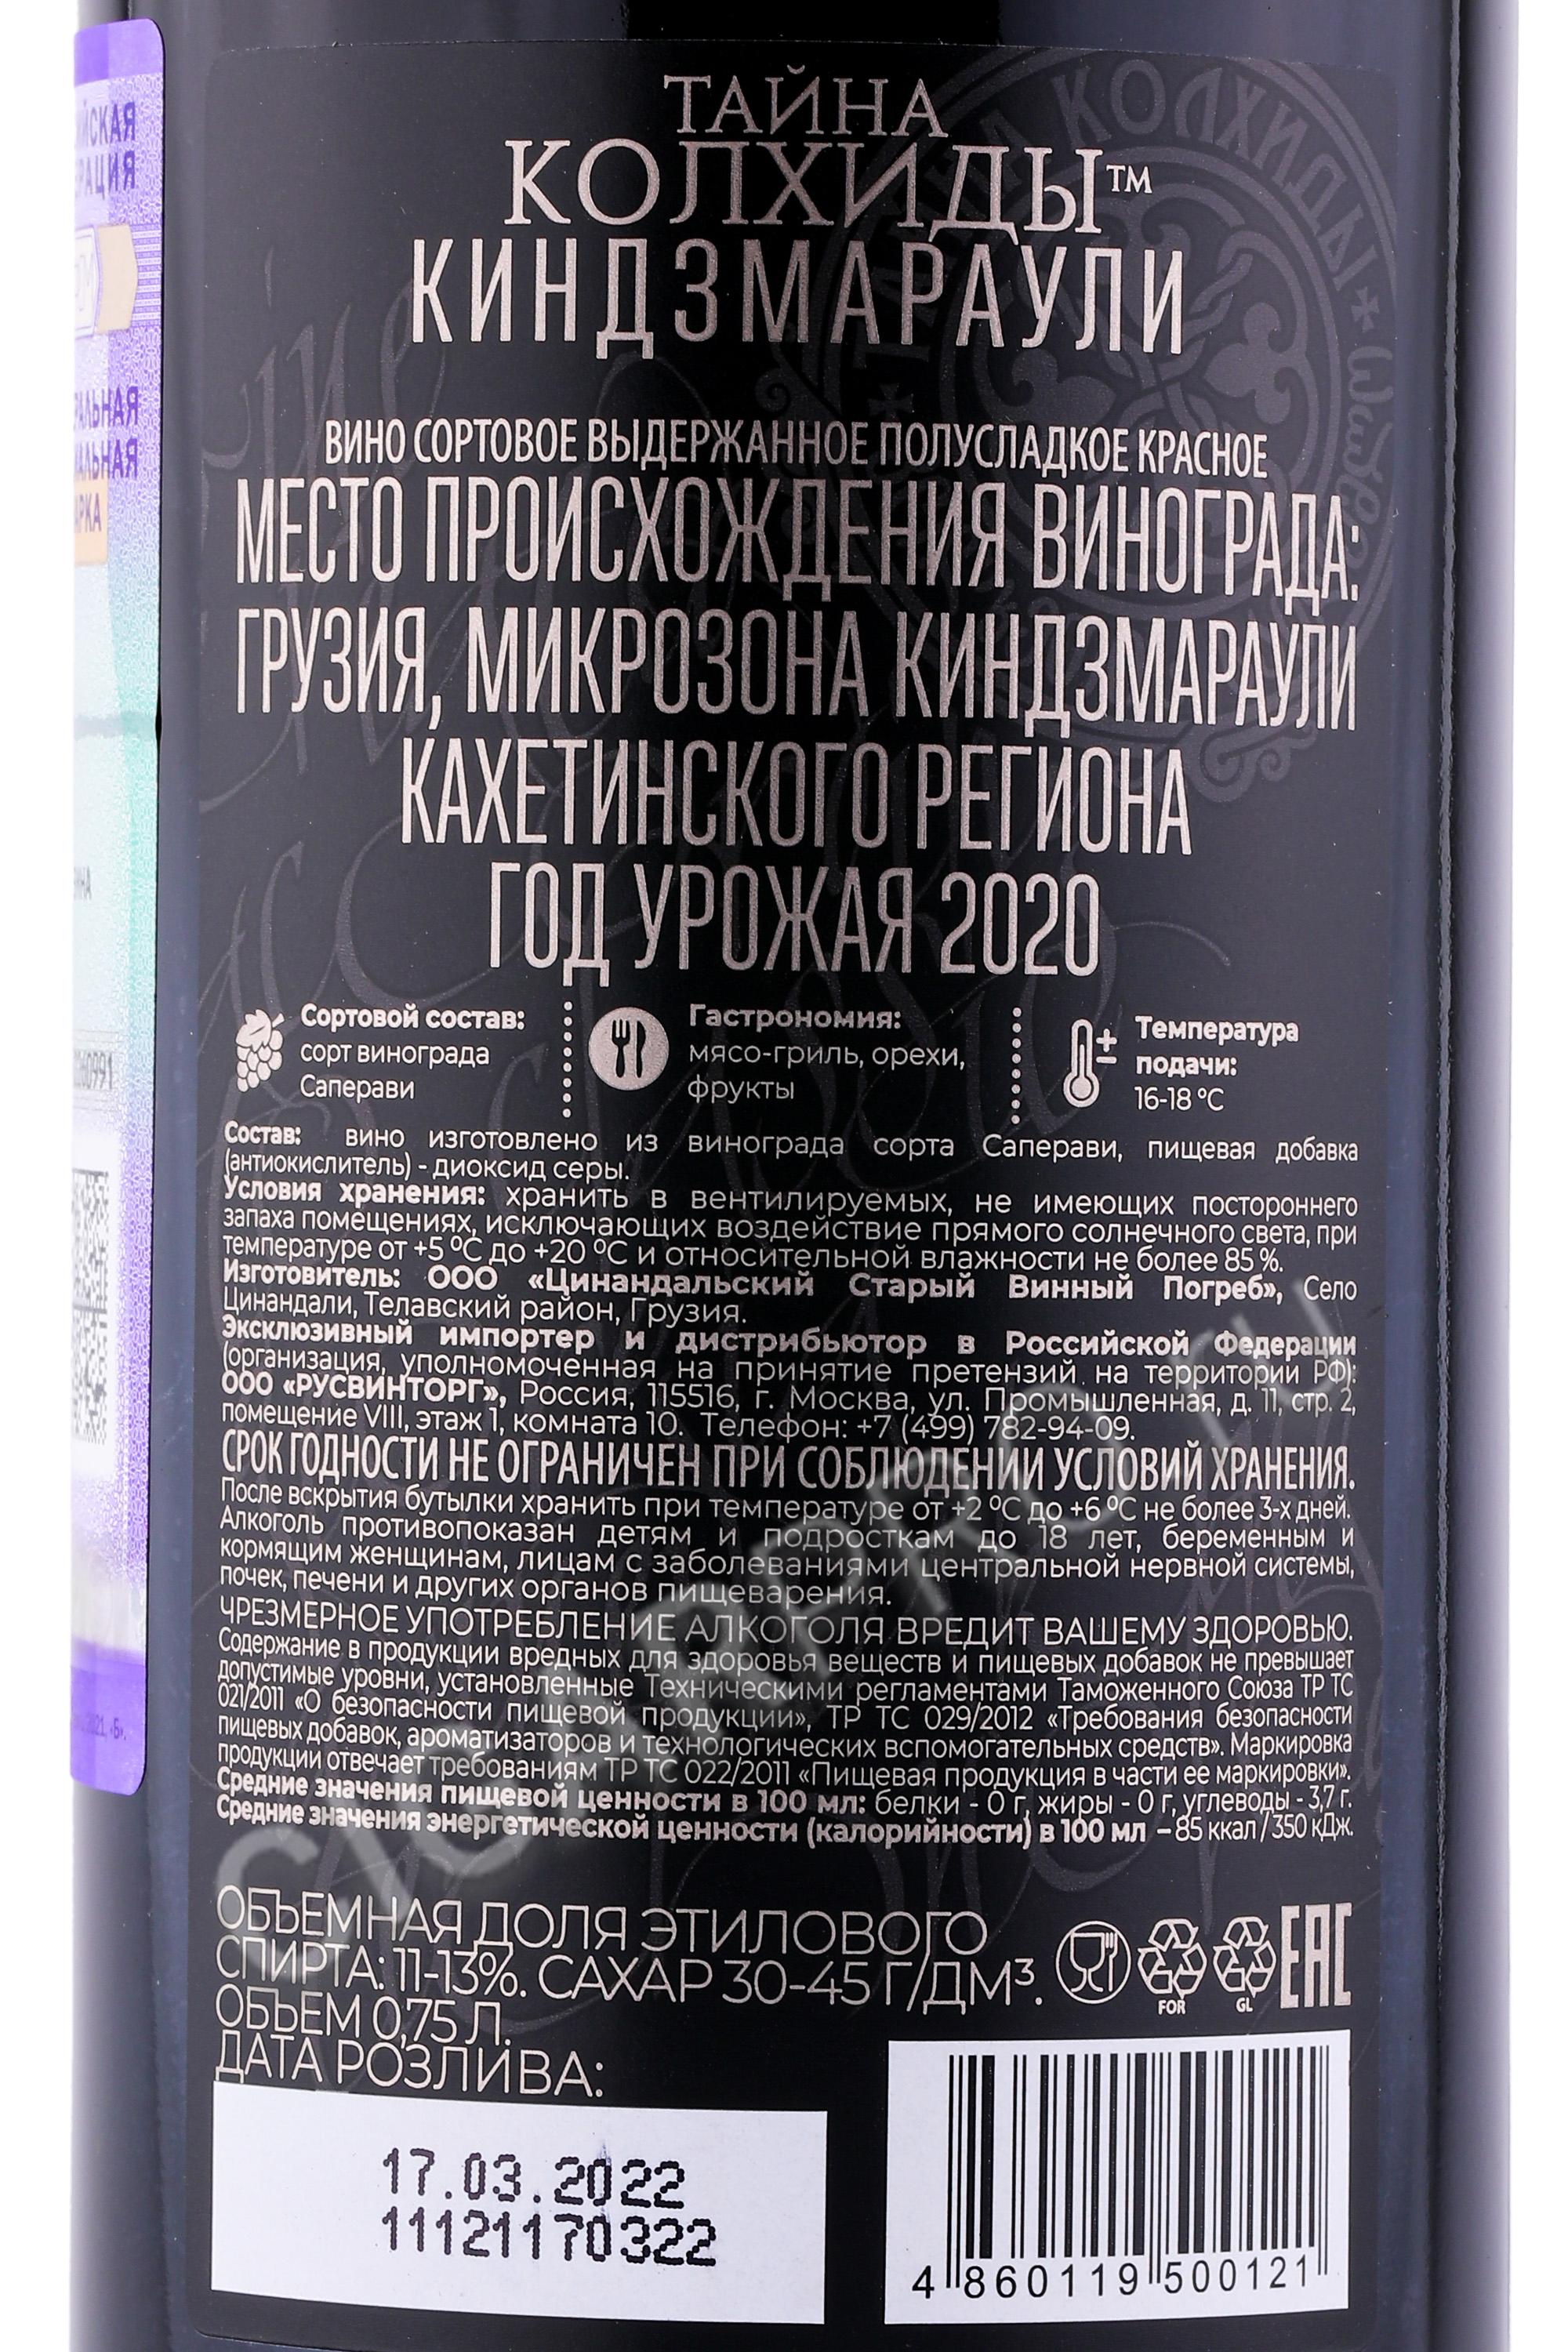 ТАЙНА
КОЛХИДЫ™
КИНДЗМАРАУЛИ
ТАЙНА КОЛХИДЫ
ВИНО СОРТОВОЕ ВЫДЕРЖАННОЕ ПОЛУСЛАДКОЕ КРАСНОЕ
МЕСТО ПРОИСХОЖДЕНИЯ ВИНОГРАДА:
ГРУЗИЯ, МИКРОЗОНА КИНДЗМАРАУЛИ
КАХЕТИНСКОГО РЕГИОНА
ГОД УРОЖАЯ 2020
Сортовой состав:
сорт винограда
Саперави
Гастрономия:
мясо-гриль, орехи,
фрукты
Температура
подачи:
16-18 °С
Состав: вино изготовлено из винограда сорта Саперави, пищевая добавка
(антиокислитель) - диоксид серы.
Условия хранения: хранить в вентилируемых, не имеющих постороннего
запаха помещениях, исключающих воздействие прямого солнечного света, при
температуре от +5 °С до +20 °С и относительной влажности не более 85 %.
Изготовитель: ООО «Цинандальский Старый Винный Погреб», Село
Цинандали, Телавский район, Грузия.
Эксклюзивный импортер и дистрибьютор в Российской Федерации
(организация, уполномоченная на принятие претензий на территории РФ):
ООО «РУСВИНТОРГ», Россия, 115516, г. Москва, ул. Промышленная, д. 11, стр. 2,
помещение VIII, этаж 1, комната 10. Телефон: +7 (499) 782-94-09.
СРОК ГОДНОСТИ НЕ ОГРАНИЧЕН ПРИ СОБЛЮДЕНИИ УСЛОВИЙ ХРАНЕНИЯ.
После вскрытия бутылки хранить при температуре от +2 °С до +6 °С не более 3-х дней.
Алкоголь противопоказан детям и подросткам до 18 лет, беременным и
кормящим женщинам, лицам с заболеваниями центральной нервной системы,
почек, печени и других органов пищеварения.
ЧРЕЗМЕРНОЕ УПОТРЕБЛЕНИЕ АЛКОГОЛЯ ВРЕДИТ ВАШЕМУ ЗДОРОВЬЮ.
Содержание в продукции вредных для здоровья веществ и пищевых добавок не превышает
допустимые уровни, установленные Техническими регламентами Таможенного Союза ТР ТС
021/2011 «О безопасности пищевой продукции», ТР ТС 029/2012 «Требования безопасности
пищевых добавок, ароматизаторов и технологических вспомогательных средств». Маркировка
продукции отвечает требованиям ТР ТС 022/2011 «Пищевая продукция в части ее маркировки».
Средние значения пищевой ценности в 100 мл: белки - 0 г, жиры - 0 г, углеводы - 3,7 г.
Средние значения энергетической ценности (калорийности) в 100 мл – 85 ккал / 350 кДж.
ОБЪЕМНАЯ ДОЛЯ ЭТИЛОВОГО
СПИРТА: 11-13%. САХАР 30-45 Г/ДМ³.
ОБЪЕМ 0,75 Л.
ДАТА РОЗЛИВА:
FOR
GL
EAC
17.03.2022
11121170322
4 860119 500121
CIGARPRO.RU